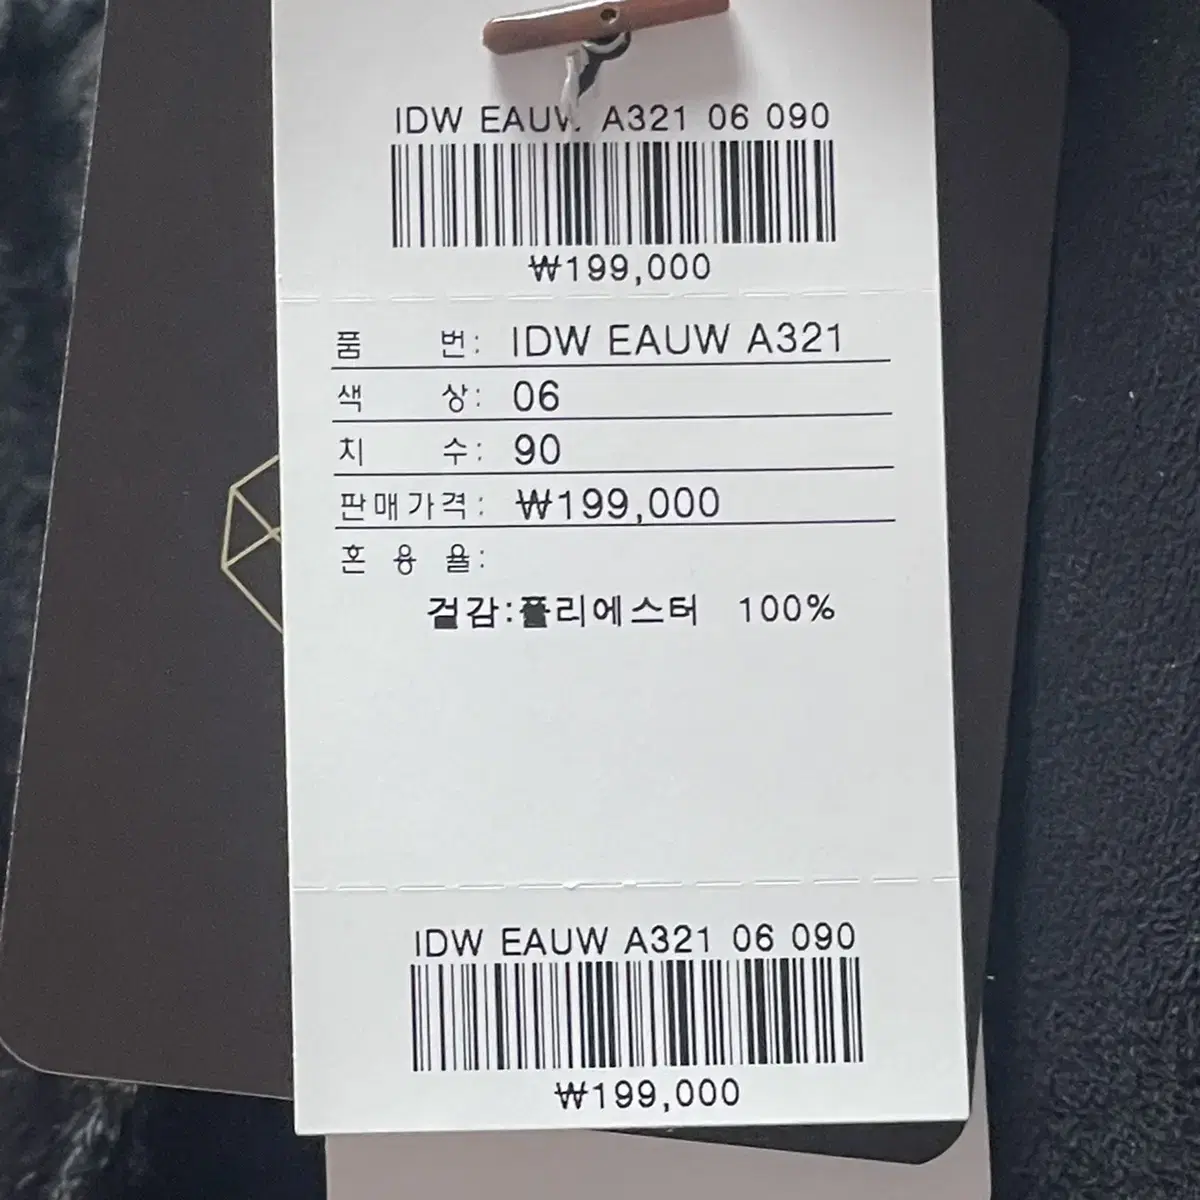 IDW EAUW A321 06 090
₩199,000
품 번: IDW EAUW A321
색 상: 06
치 수: 90
판매가격: ₩199,000
혼 용 율:
겉감:폴리에스터 100%
IDW EAUW A321 06 090
₩199,000